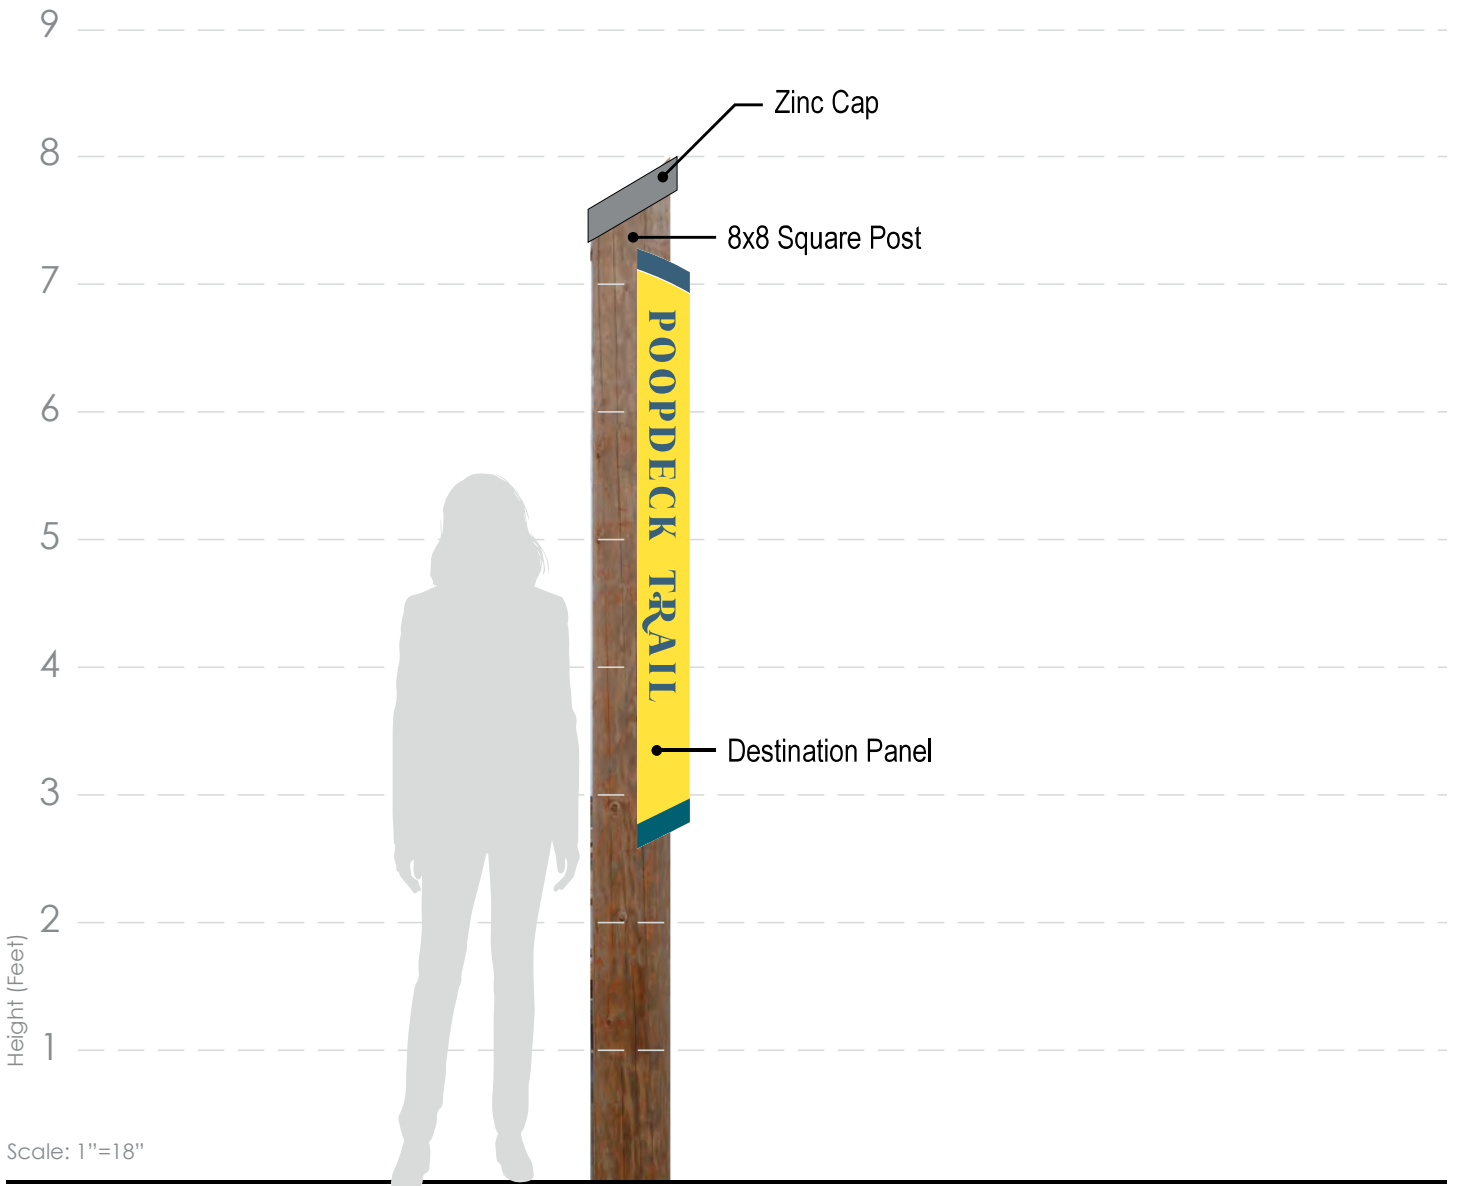 9
Zinc Cap
8
8x8 Square Post
7
6
5
4
3
2
1
POOPDECK TRAIL
Destination Panel
Height (Feet)
Scale: 1”=18”